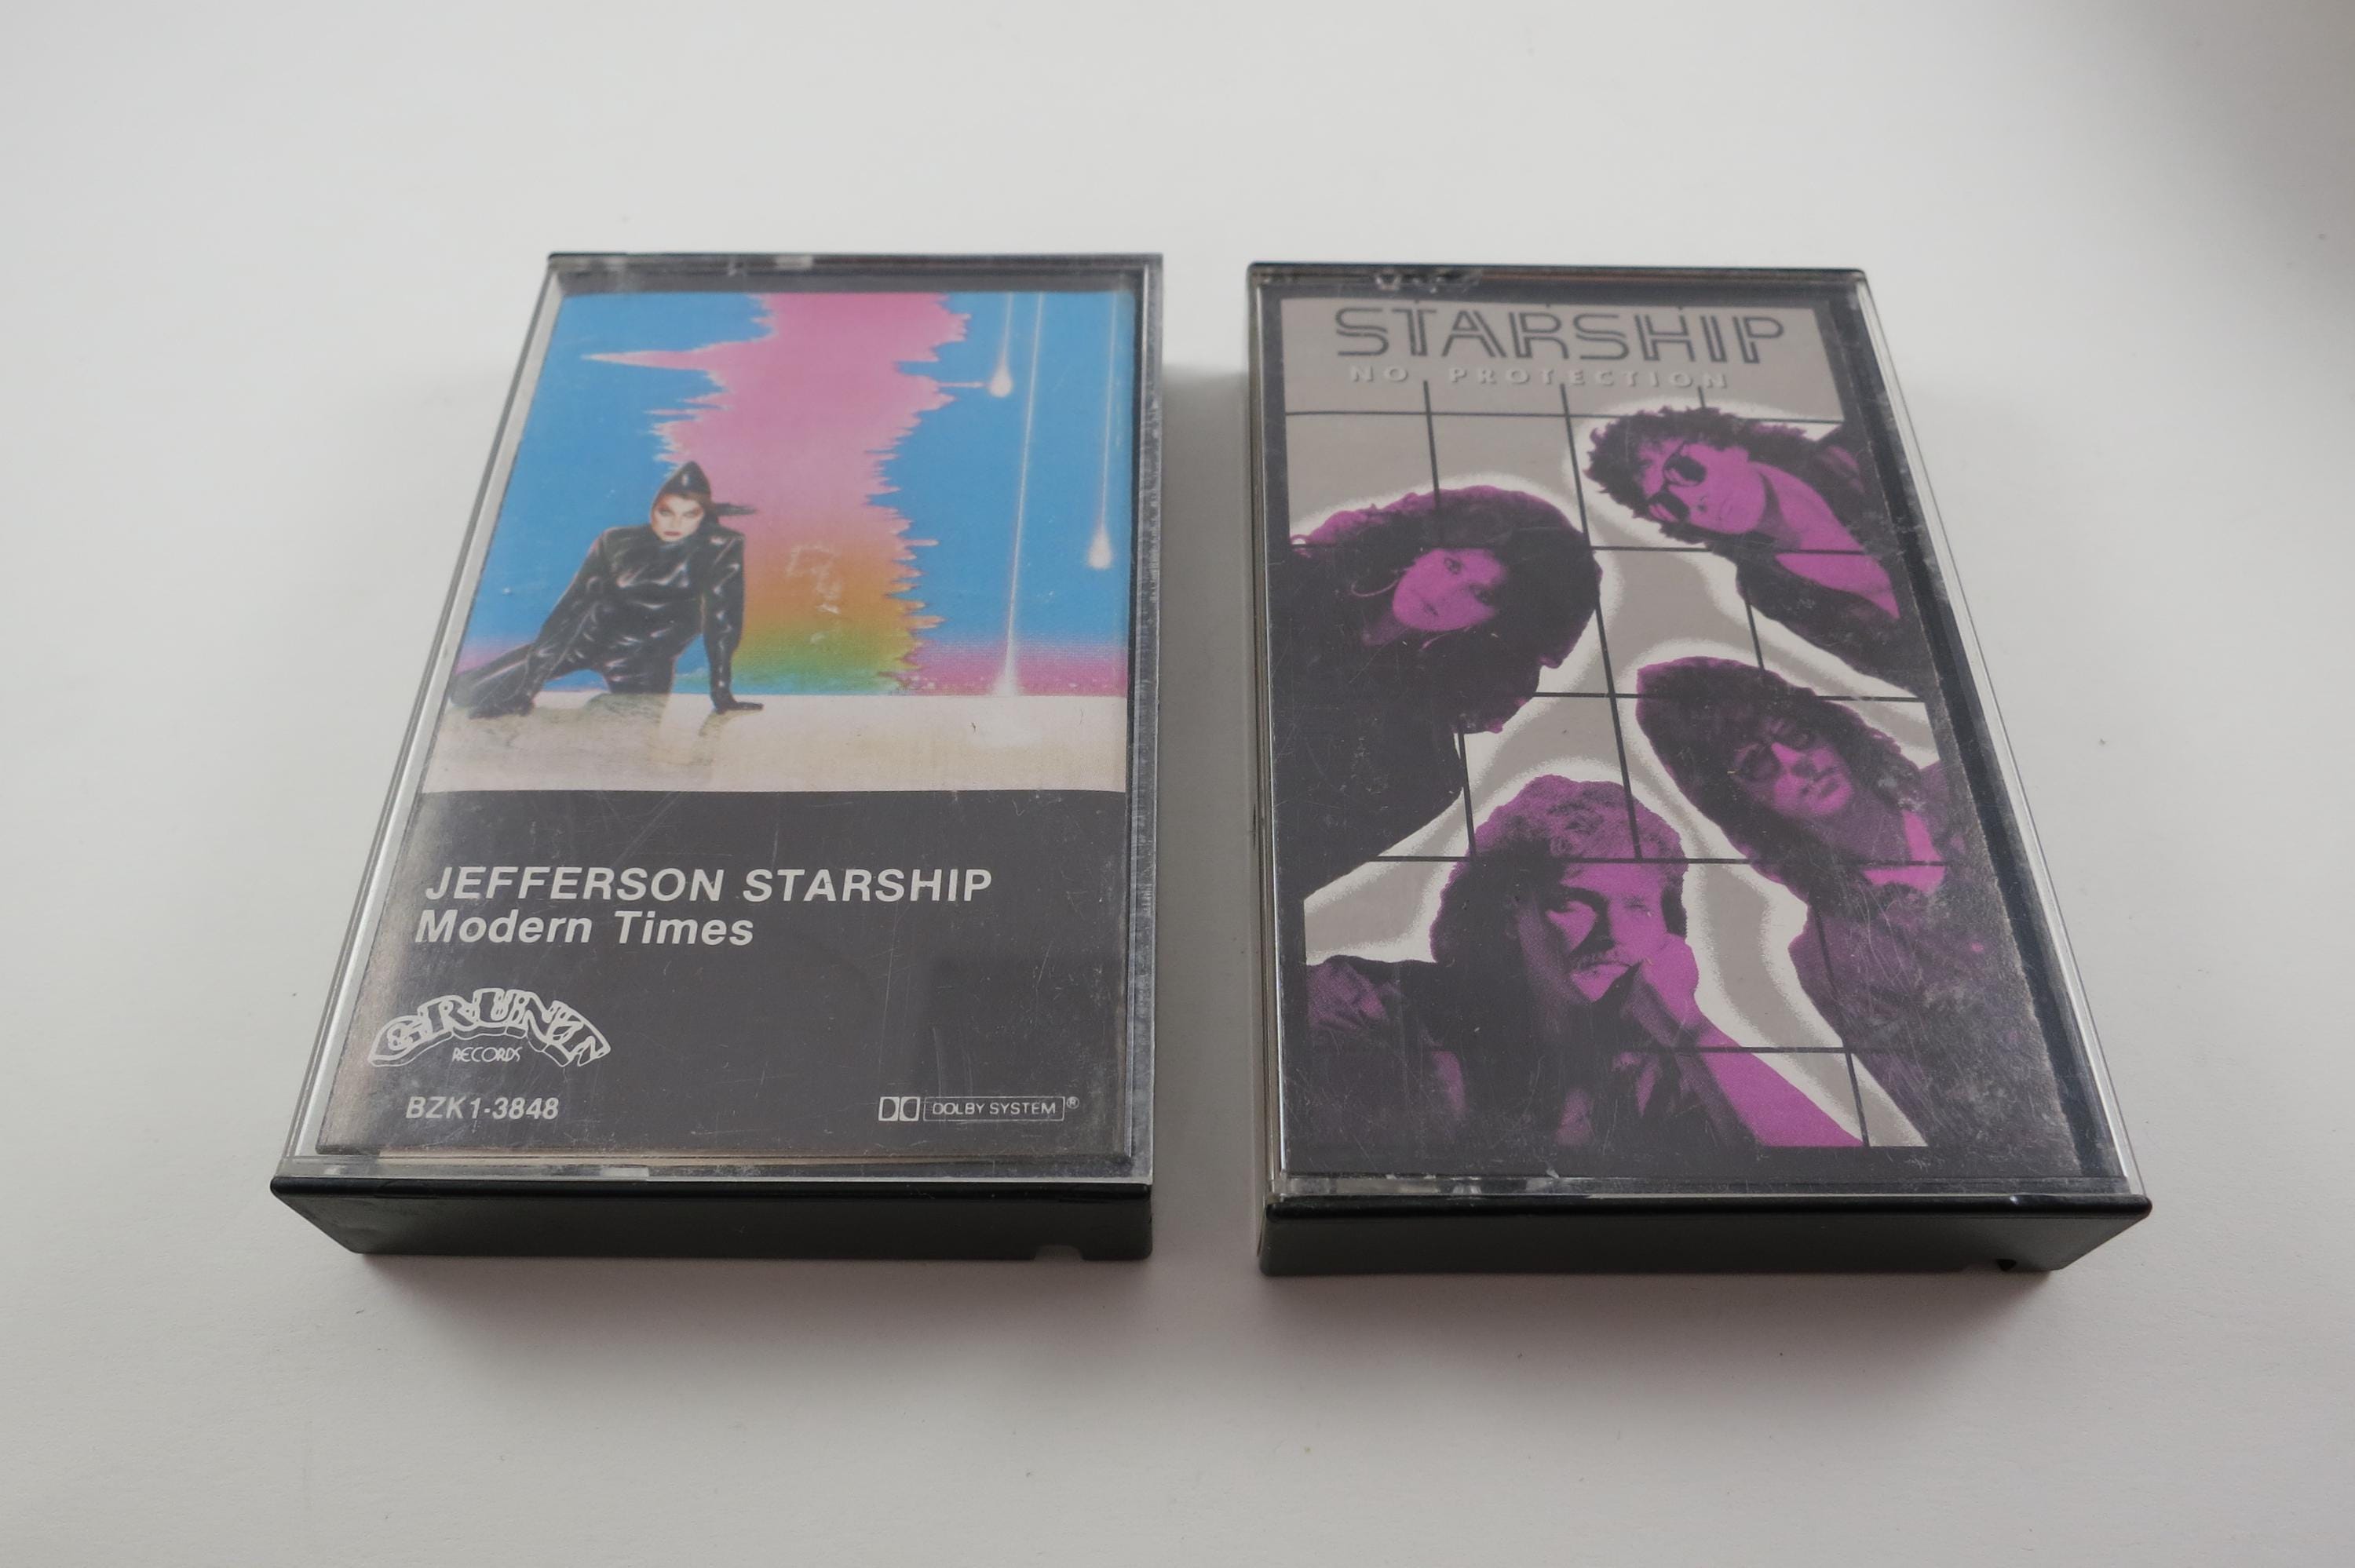 JEFFERSON STARSHIP
Modern Times
GRUNT
RECORDS
BZK1-3848
DOLBY SYSTEM®
STARSHIP
NO PROTECTION